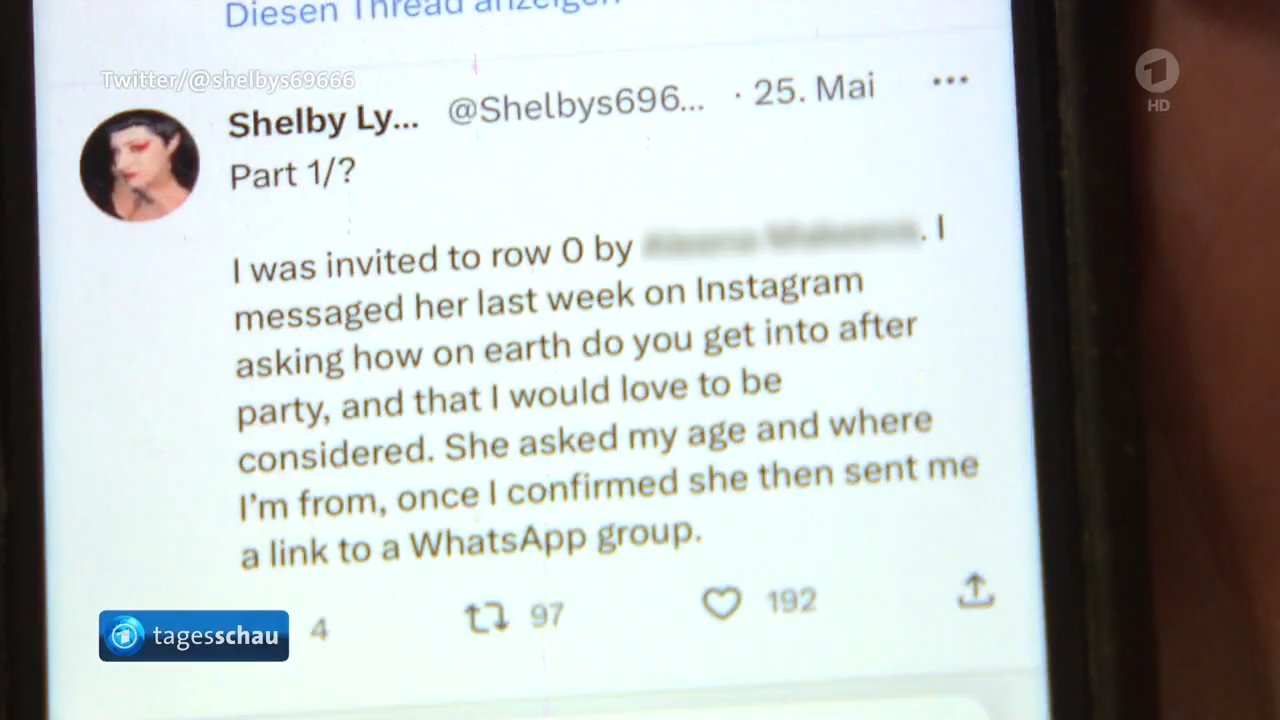 Diesen Thread anzeigen
Twitter/@shelbys69666
Shelby Ly... @Shelbys696... · 25. Mai
Part 1/?
I was invited to row 0 by . I
messaged her last week on Instagram
asking how on earth do you get into after
party, and that I would love to be
considered. She asked my age and where
I'm from, once I confirmed she then sent me
a link to a WhatsApp group.
4 97 192
tagesschau
1
HD